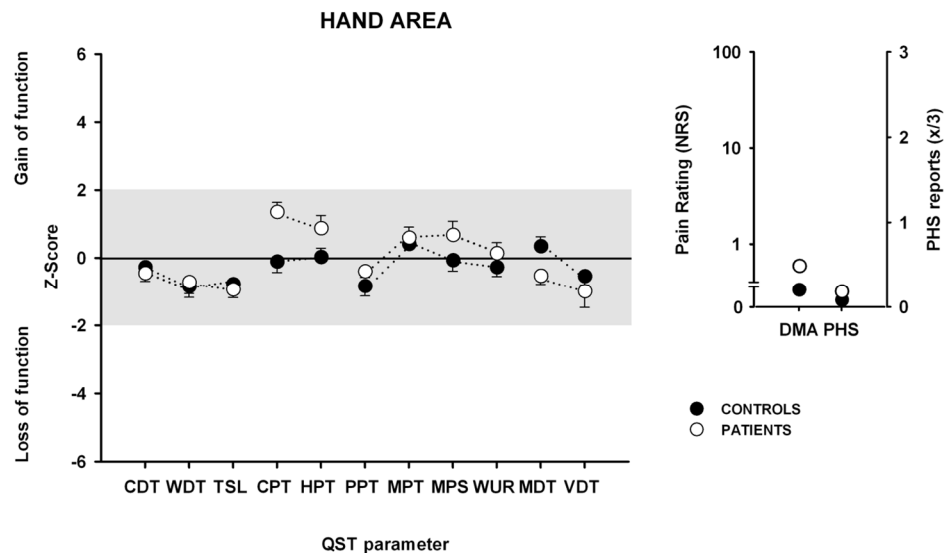 HAND AREA
Gain of function
Loss of function
Z-Score
6
4
2
0
-2
-4
-6
CDT WDT TSL CPT HPT PPT MPT MPS WUR MDT VDT
QST parameter
Pain Rating (NRS)
100
10
1
0
PHS reports (x/3)
3
2
1
0
DMA PHS
CONTROLS
PATIENTS